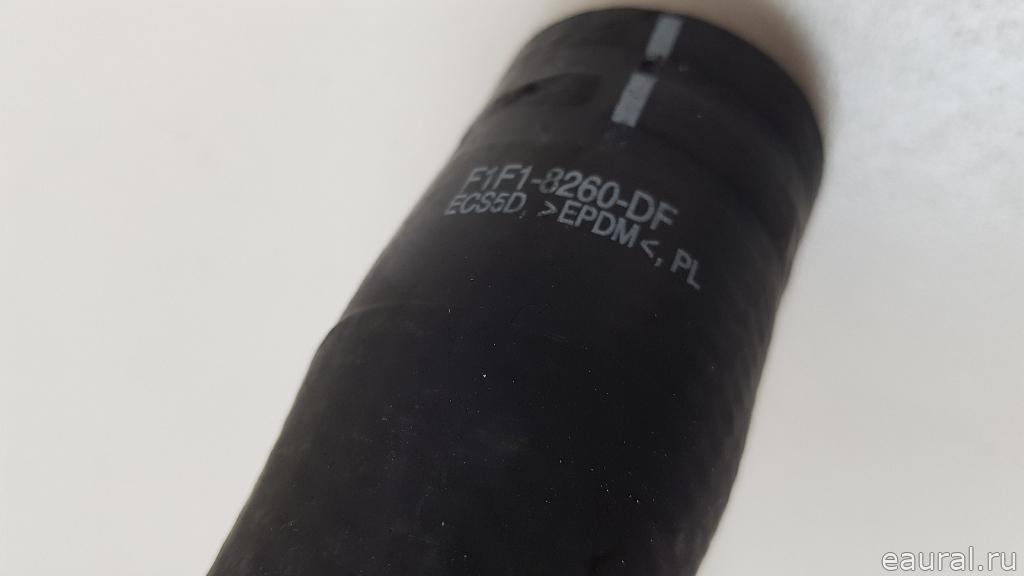 F1F1-8260-DF
ECS5D, >EPDM<, PL
eaural.ru